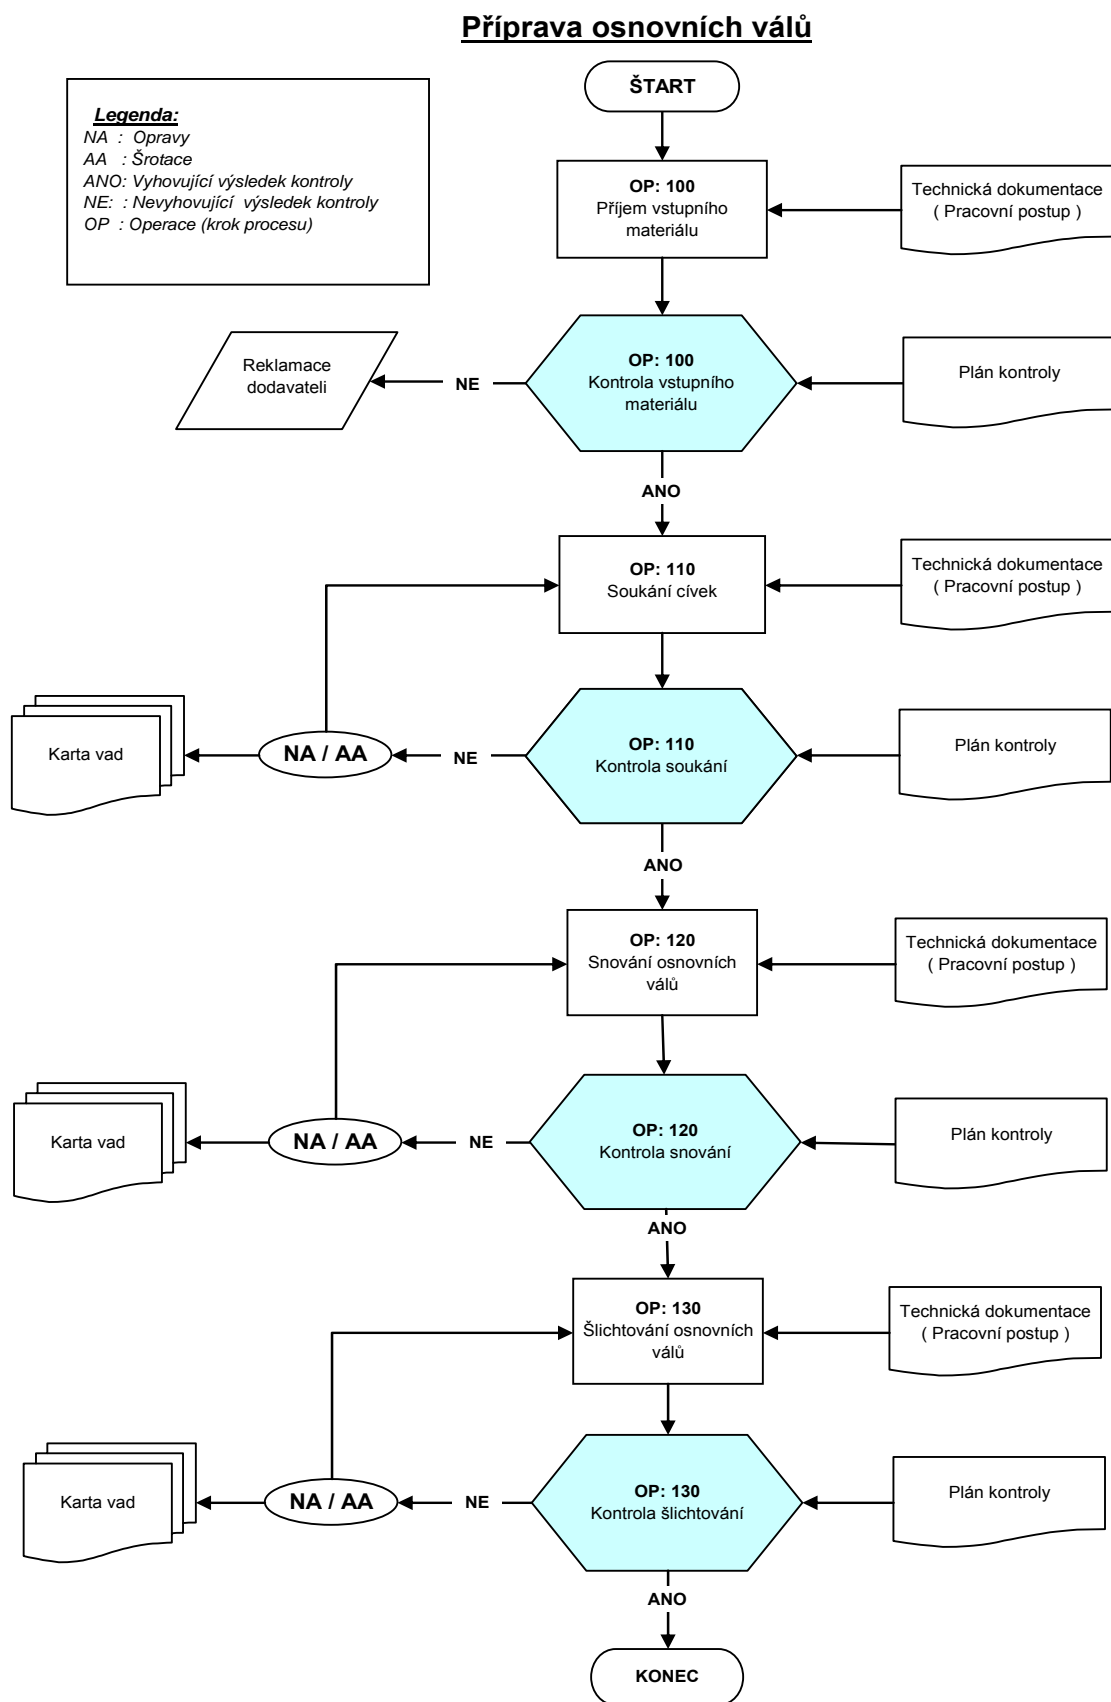 Příprava osnovních válů
ŠTART
Legenda:
NA : Opravy
AA : Šrotace
ANO: Vyhovující výsledek kontroly
NE: : Nevyhovující výsledek kontroly
OP : Operace (krok procesu)
OP: 100
Příjem vstupního
materiálu
Technická dokumentace
( Pracovní postup )
Reklamace
dodavateli
NE
OP: 100
Kontrola vstupního
materiálu
Plán kontroly
ANO
OP: 110
Soukání cívek
Technická dokumentace
( Pracovní postup )
Karta vad
NA / AA
NE
OP: 110
Kontrola soukání
Plán kontroly
ANO
OP: 120
Snování osnovních
válů
Technická dokumentace
( Pracovní postup )
Karta vad
NA / AA
NE
OP: 120
Kontrola snování
Plán kontroly
ANO
OP: 130
Šlichtování osnovních
válů
Technická dokumentace
( Pracovní postup )
Karta vad
NA / AA
NE
OP: 130
Kontrola šlichtování
Plán kontroly
ANO
KONEC